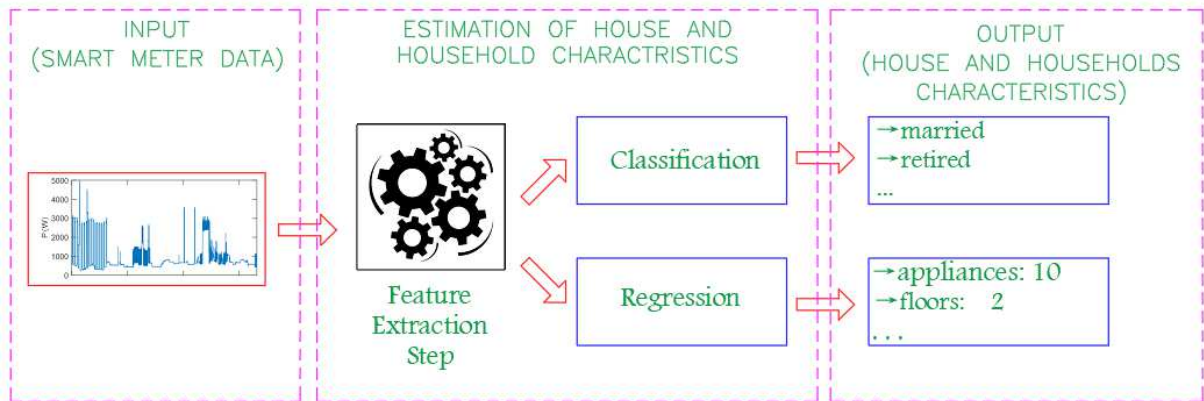 INPUT
(SMART METER DATA)
5000
4000
3000
2000
1000
0
P(W)
ESTIMATION OF HOUSE AND
HOUSEHOLD CHARACTRISTICS
Feature
Extraction
Step
Classification
Regression
OUTPUT
(HOUSE AND HOUSEHOLDS
CHARACTERISTICS)
→married
→retired
...
→appliances: 10
→floors: 2
. . .